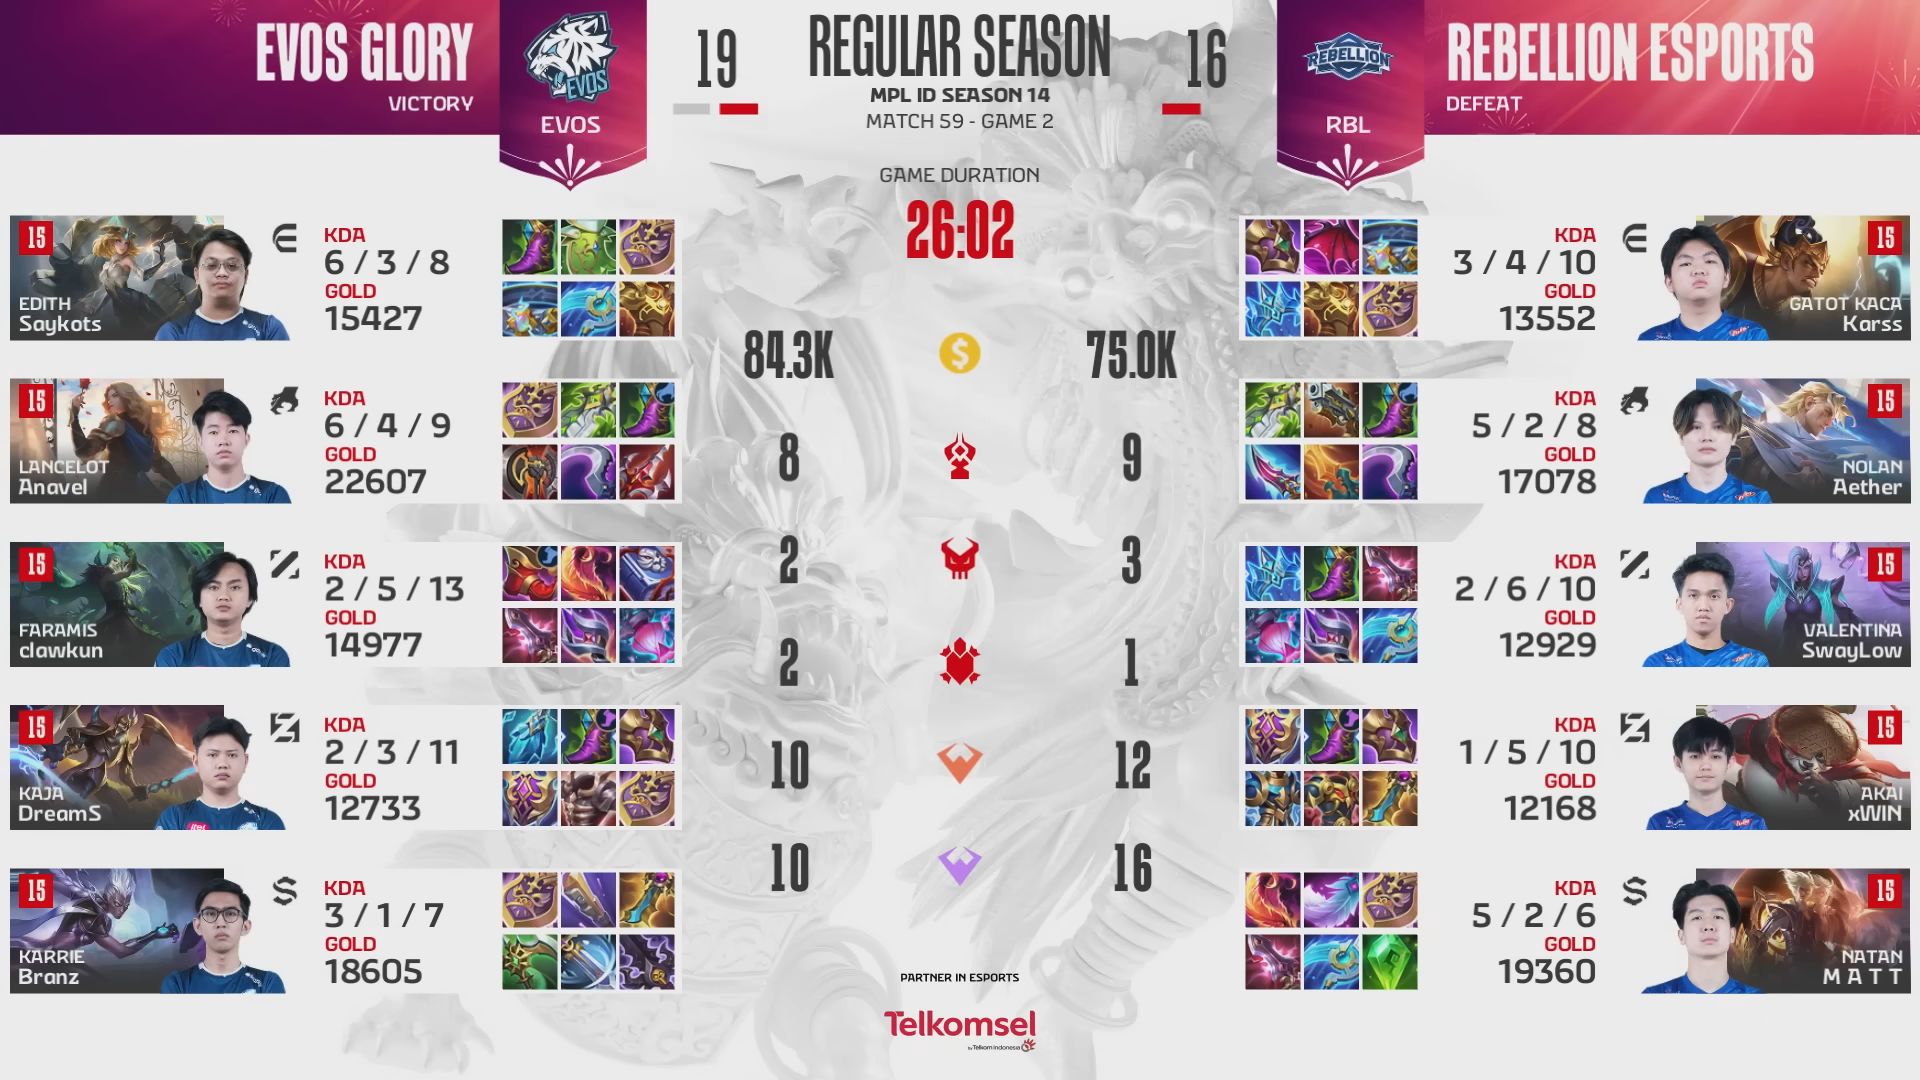 EVOS GLORY
VICTORY
EVOS
EVOS
19
REGULAR SEASON
MPL ID SEASON 14
MATCH 59 - GAME 2
16
REBELLION
RBL
REBELLION ESPORTS
DEFEAT
GAME DURATION
26:02
84.3K
75.0K
8
9
2
3
2
1
10
12
10
16
15
EDITH
Saykots
KDA
6 / 3 / 8
GOLD
15427
15
LANCELOT
Anavel
KDA
6 / 4 / 9
GOLD
22607
15
FARAMIS
clawkun
KDA
2 / 5 / 13
GOLD
14977
15
KAJA
DreamS
KDA
2 / 3 / 11
GOLD
12733
15
KARRIE
Branz
KDA
3 / 1 / 7
GOLD
18605
KDA
3 / 4 / 10
GOLD
13552
15
GATOT KACA
Karss
KDA
5 / 2 / 8
GOLD
17078
15
NOLAN
Aether
KDA
2 / 6 / 10
GOLD
12929
15
VALENTINA
SwayLow
KDA
1 / 5 / 10
GOLD
12168
15
AKAI
xWIN
KDA
5 / 2 / 6
GOLD
19360
15
NATAN
MATT
PARTNER IN ESPORTS
Telkomsel
by Telkom Indonesia